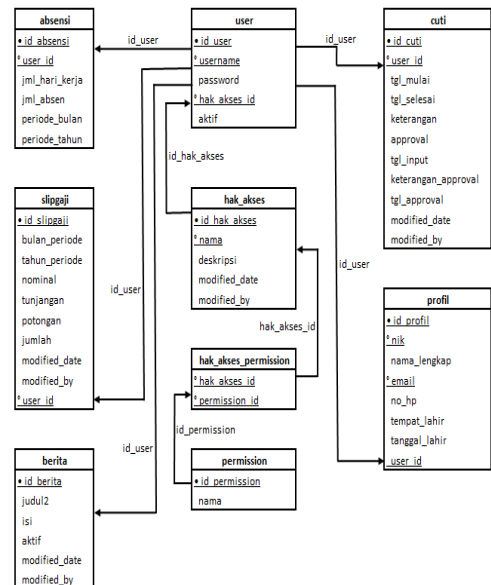 absensi
• id_absensi
° user_id
jml_hari_kerja
jml_absen
periode_bulan
periode_tahun
id_user
user
• id_user
° username
password
° hak_akses_id
aktif
id_user
cuti
• id_cuti
° user_id
tgl_mulai
tgl_selesai
keterangan
approval
tgl_input
keterangan_approval
tgl_approval
modified_date
modified_by
id_hak_akses
slipgaji
• id_slipgaji
bulan_periode
tahun_periode
nominal
tunjangan
potongan
jumlah
modified_date
modified_by
° user_id
id_user
hak_akses
• id_hak_akses
° nama
deskripsi
modified_date
modified_by
id_user
hak_akses_id
profil
• id_profil
° nik
nama_lengkap
° email
no_hp
tempat_lahir
tanggal_lahir
user_id
hak_akses_permission
° hak_akses_id
° permission_id
id_permission
id_user
berita
• id_berita
judul2
isi
aktif
modified_date
modified_by
permission
• id_permission
nama